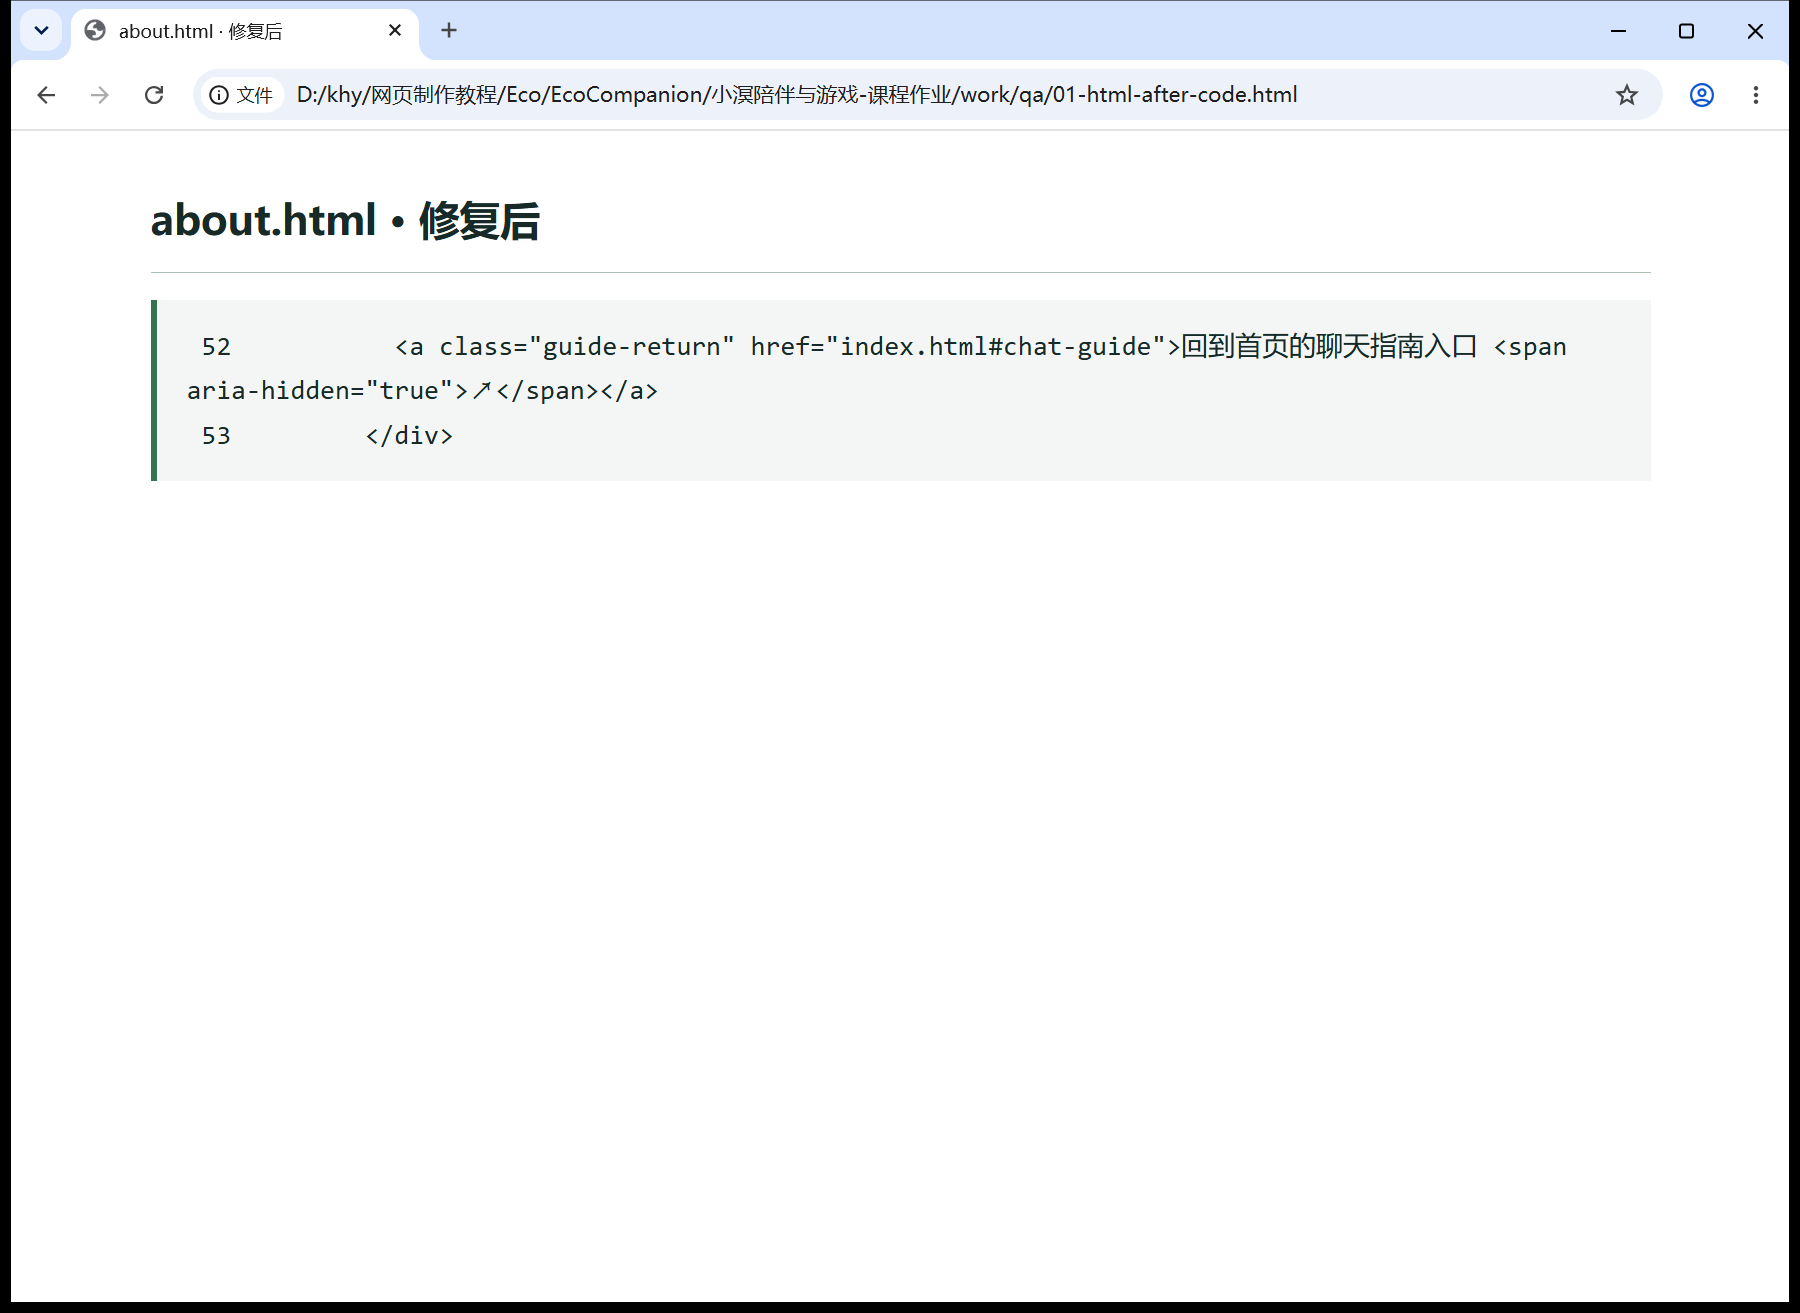 about.html · 修复后
文件 D:/khy/网页制作教程/Eco/EcoCompanion/小溟陪伴与游戏-课程作业/work/qa/01-html-after-code.html
about.html • 修复后
52           <a class="guide-return" href="index.html#chat-guide">回到首页的聊天指南入口 <span
aria-hidden="true">↗</span></a>
53         </div>